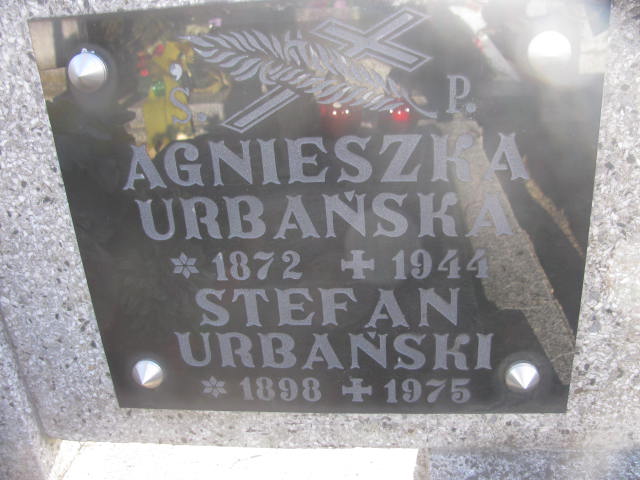 Ś. P.
AGNIESZKA
URBAŃSKA
* 1872 ✝ 1944
STEFAN
URBAŃSKI
* 1898 ✝ 1975